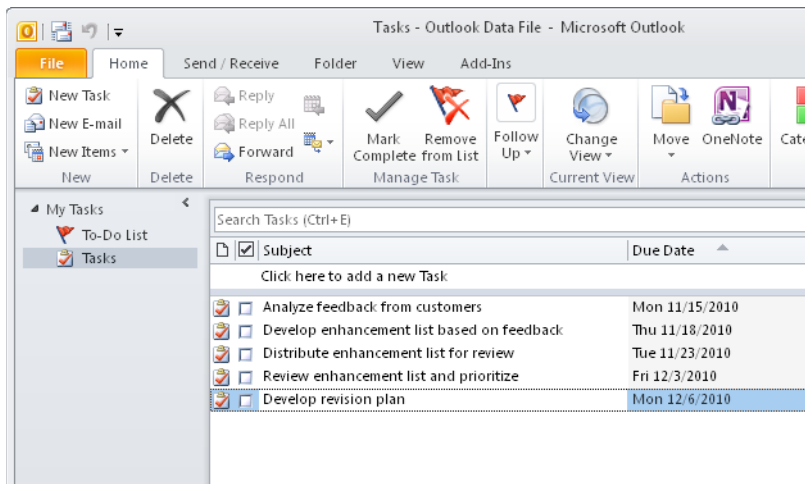 Tasks - Outlook Data File - Microsoft Outlook
File Home Send / Receive Folder View Add-Ins
New Task
New E-mail
New Items
New
Delete
Delete
Reply
Reply All
Forward
Respond
Mark Complete
Remove from List
Manage Task
Follow Up
Change View
Current View
Move
OneNote
Actions
Cate
My Tasks
To-Do List
Tasks
Search Tasks (Ctrl+E)
Subject Due Date
Click here to add a new Task
Analyze feedback from customers Mon 11/15/2010
Develop enhancement list based on feedback Thu 11/18/2010
Distribute enhancement list for review Tue 11/23/2010
Review enhancement list and prioritize Fri 12/3/2010
Develop revision plan Mon 12/6/2010